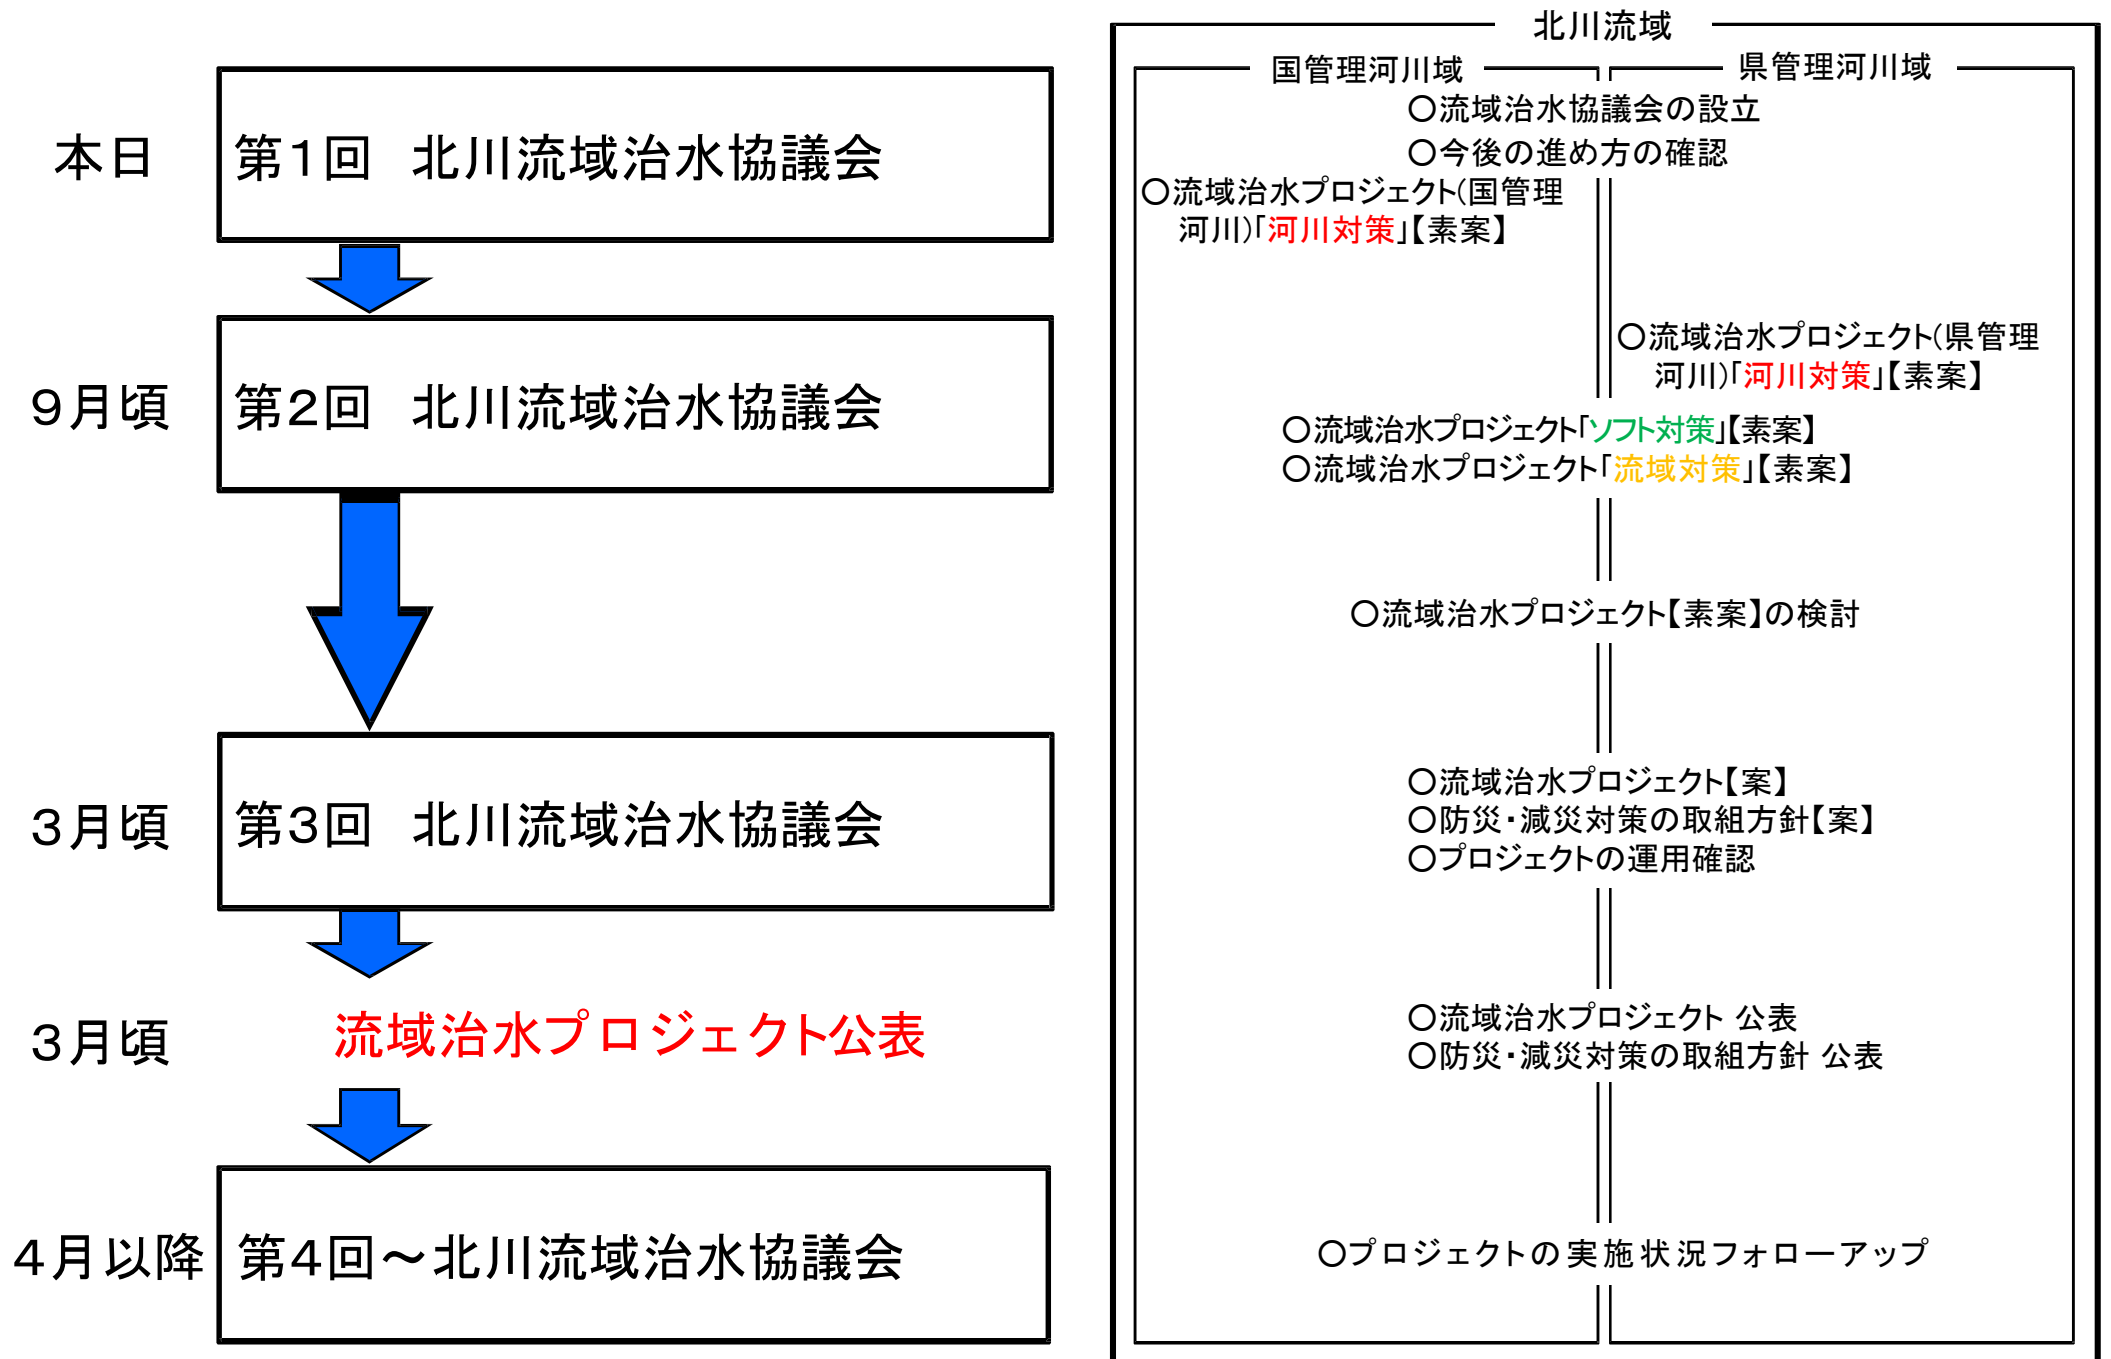 北川流域
国管理河川域
県管理河川域
本日
第1回 北川流域治水協議会
〇流域治水協議会の設立
〇今後の進め方の確認
〇流域治水プロジェクト(国管理
河川)｢河川対策｣【素案】
9月頃
第2回 北川流域治水協議会
〇流域治水プロジェクト(県管理
河川)｢河川対策｣【素案】
〇流域治水プロジェクト｢ソフト対策｣【素案】
〇流域治水プロジェクト｢流域対策｣【素案】
〇流域治水プロジェクト【素案】の検討
3月頃
第3回 北川流域治水協議会
〇流域治水プロジェクト【案】
〇防災・減災対策の取組方針【案】
〇プロジェクトの運用確認
3月頃
流域治水プロジェクト公表
〇流域治水プロジェクト 公表
〇防災・減災対策の取組方針 公表
4月以降
第4回～北川流域治水協議会
〇プロジェクトの実施状況フォローアップ